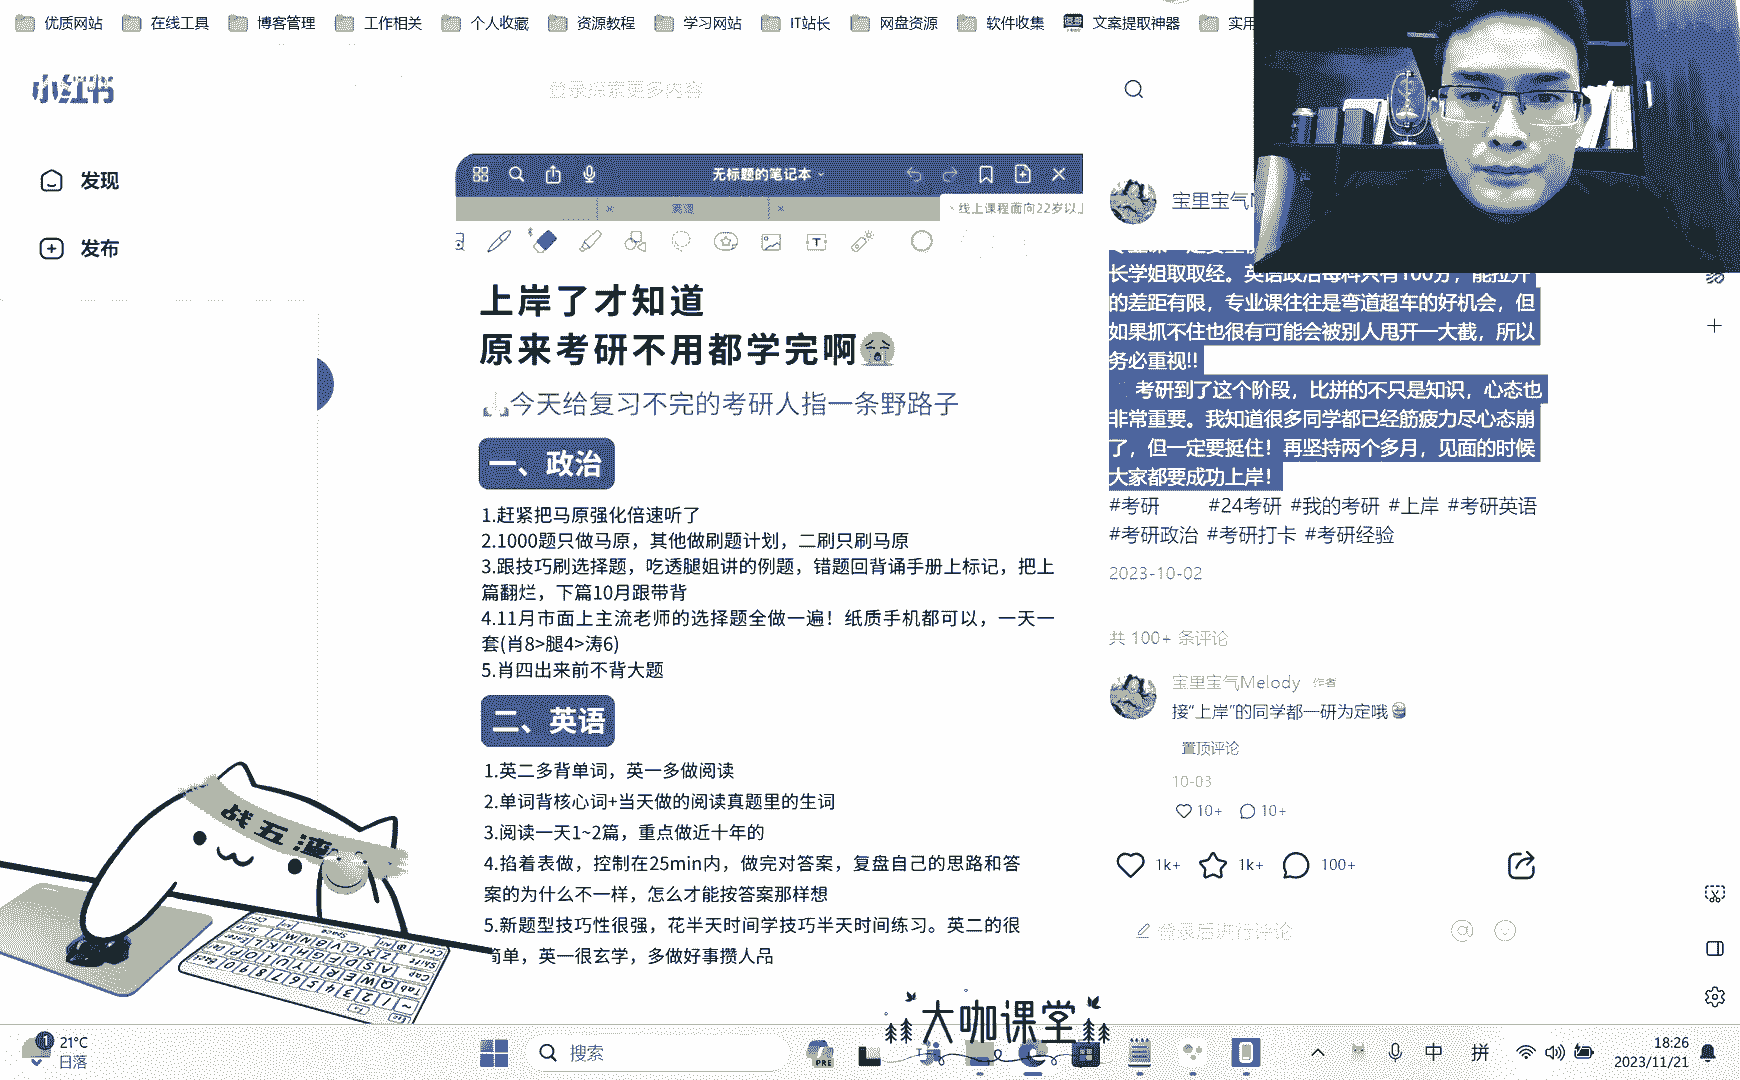 优质网站 在线工具 博客管理 工作相关 个人收藏 资源教程 学习网站 IT站长 网盘资源 软件收集 文案提取神器 实用
小红书
登录探索更多内容
发现
发布
无标题的笔记本
线上课程面向22岁以上
上岸了才知道
原来考研不用都学完啊😭
今天给复习不完的考研人指一条野路子
一、政治
1.赶紧把马原强化倍速听了
2.1000题只做马原，其他做刷题计划，二刷只刷马原
3.跟技巧刷选择题，吃透腿姐讲的例题，错题回背诵手册上标记，把上
篇翻烂，下篇10月跟带背
4.11月市面上主流老师的选择题全做一遍！纸质手机都可以，一天一
套(肖8>腿4>涛6)
5.肖四出来前不背大题
二、英语
1.英二多背单词，英一多做阅读
2.单词背核心词+当天做的阅读真题里的生词
3.阅读一天1~2篇，重点做近十年的
4.掐着表做，控制在25min内，做完对答案，复盘自己的思路和答
案的为什么不一样，怎么才能按答案那样想
5.新题型技巧性很强，花半天时间学技巧半天时间练习。英二的很
简单，英一很玄学，多做好事攒人品
宝里宝气
长学姐取取经。英语政治每科只有100分，能拉开
的差距有限，专业课往往是弯道超车的好机会，但
如果抓不住也很有可能会被别人甩开一大截，所以
务必重视!!
考研到了这个阶段，比拼的不只是知识，心态也
非常重要。我知道很多同学都已经筋疲力尽心态崩
了，但一定要挺住！再坚持两个多月，见面的时候
大家都要成功上岸！
#考研 #24考研 #我的考研 #上岸 #考研英语
#考研政治 #考研打卡 #考研经验
2023-10-02
共 100+ 条评论
宝里宝气Melody 作者
接“上岸”的同学都一研为定哦
置顶评论
10-03
10+ 10+
1k+ 1k+ 100+
登录后进行评论
大咖课堂
21°C
日落
搜索
PRE
中 拼
18:26
2023/11/21